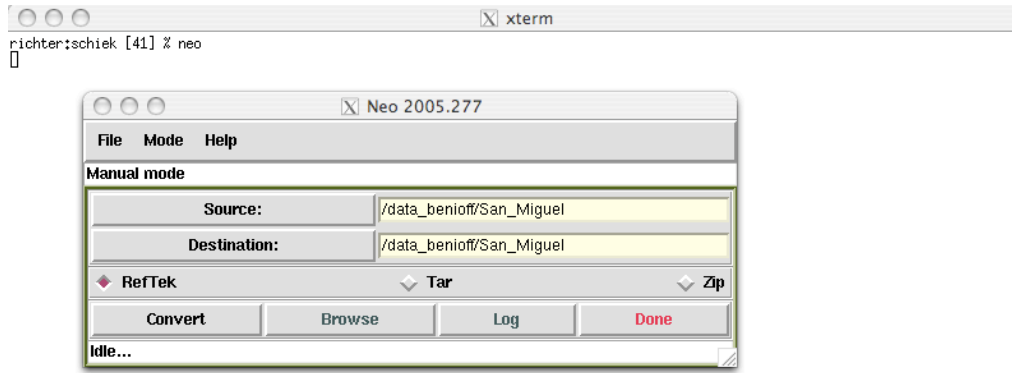 X xterm
richter:schiek [41] % neo
X Neo 2005.277
File Mode Help
Manual mode
Source: /data_benioff/San_Miguel
Destination: /data_benioff/San_Miguel
RefTek Tar Zip
Convert Browse Log Done
Idle...